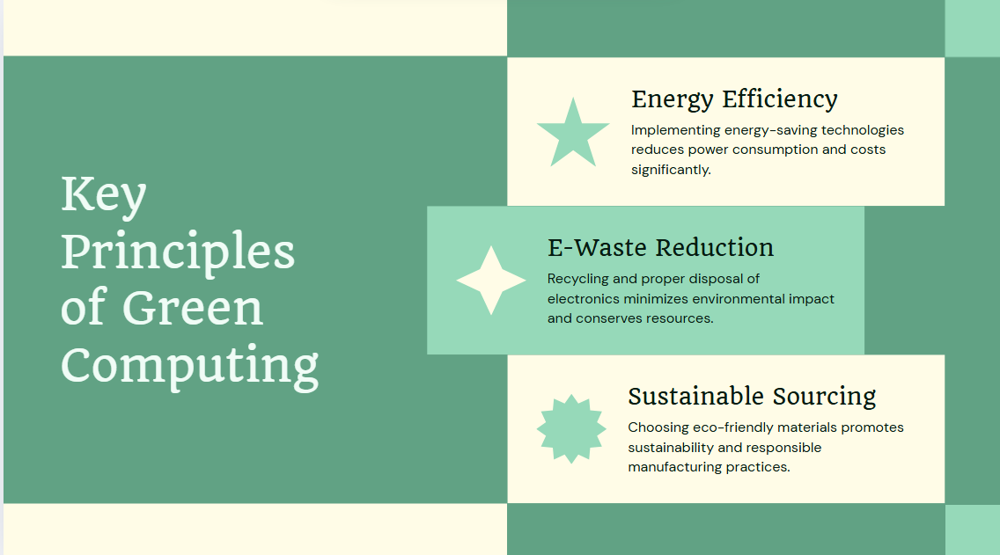 Key
Principles
of Green
Computing
Energy Efficiency
Implementing energy-saving technologies
reduces power consumption and costs
significantly.
E-Waste Reduction
Recycling and proper disposal of
electronics minimizes environmental impact
and conserves resources.
Sustainable Sourcing
Choosing eco-friendly materials promotes
sustainability and responsible
manufacturing practices.